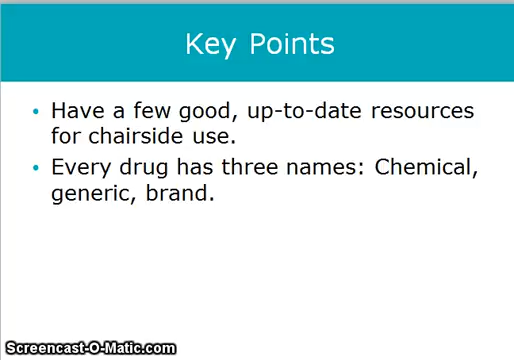 Key Points
• Have a few good, up-to-date resources
for chairside use.
• Every drug has three names: Chemical,
generic, brand.
Screencast-O-Matic.com